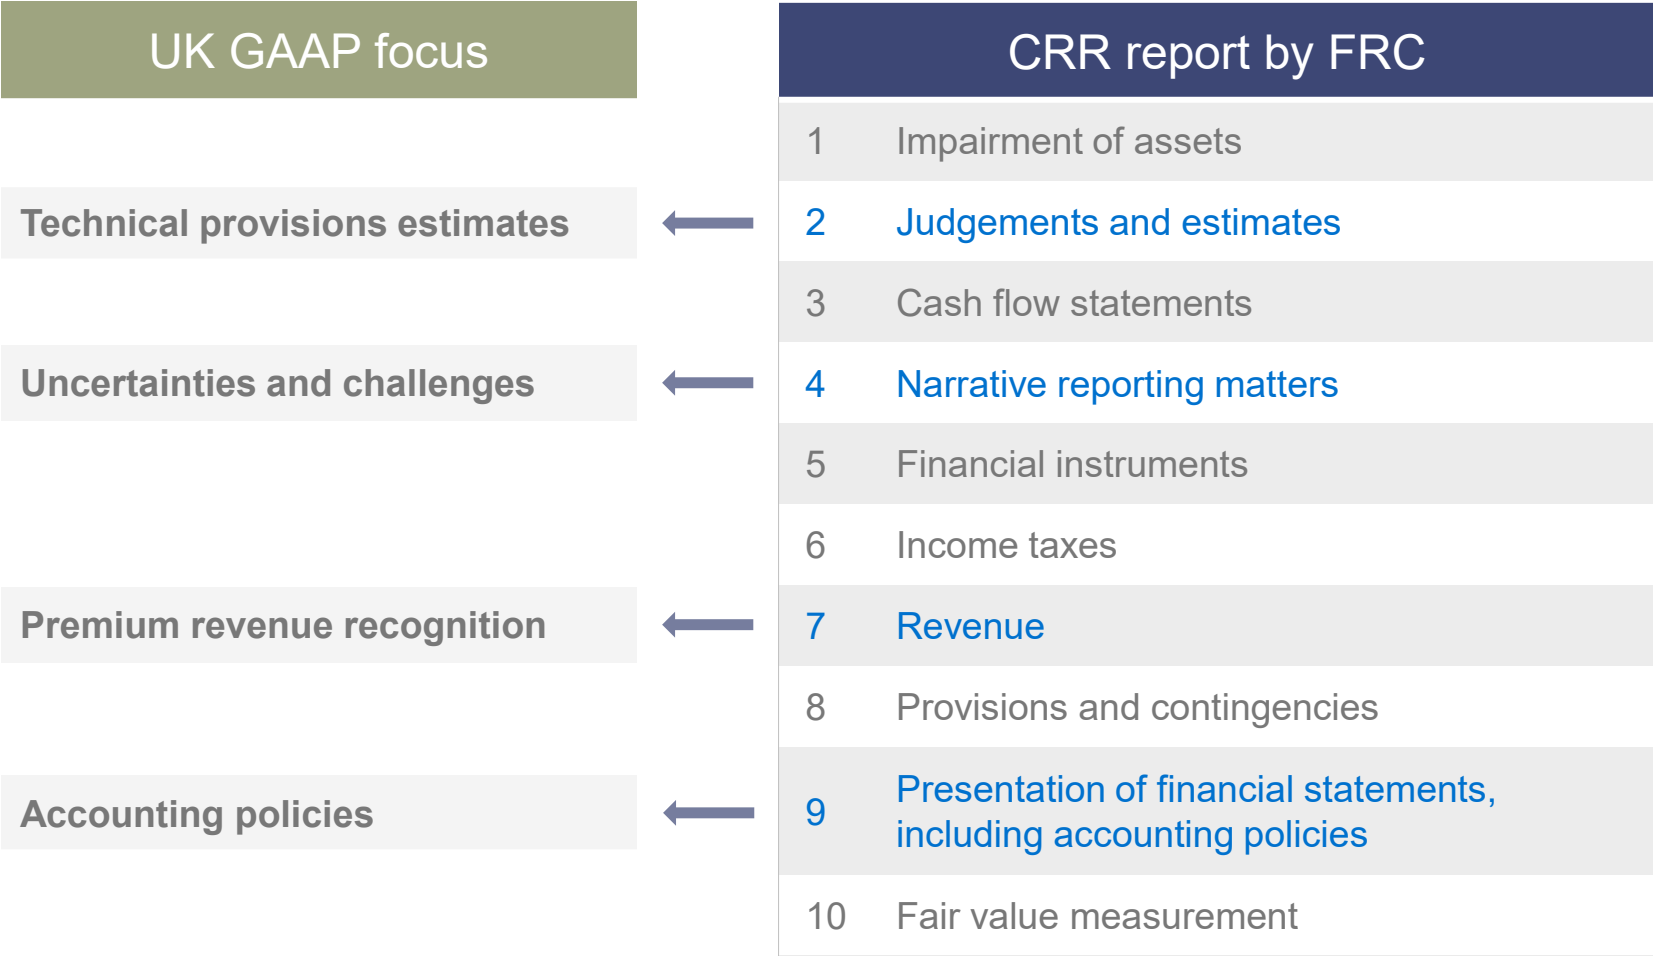 UK GAAP focus
CRR report by FRC
1 Impairment of assets
Technical provisions estimates
2 Judgements and estimates
3 Cash flow statements
Uncertainties and challenges
4 Narrative reporting matters
5 Financial instruments
6 Income taxes
Premium revenue recognition
7 Revenue
8 Provisions and contingencies
Accounting policies
9 Presentation of financial statements,
including accounting policies
10 Fair value measurement